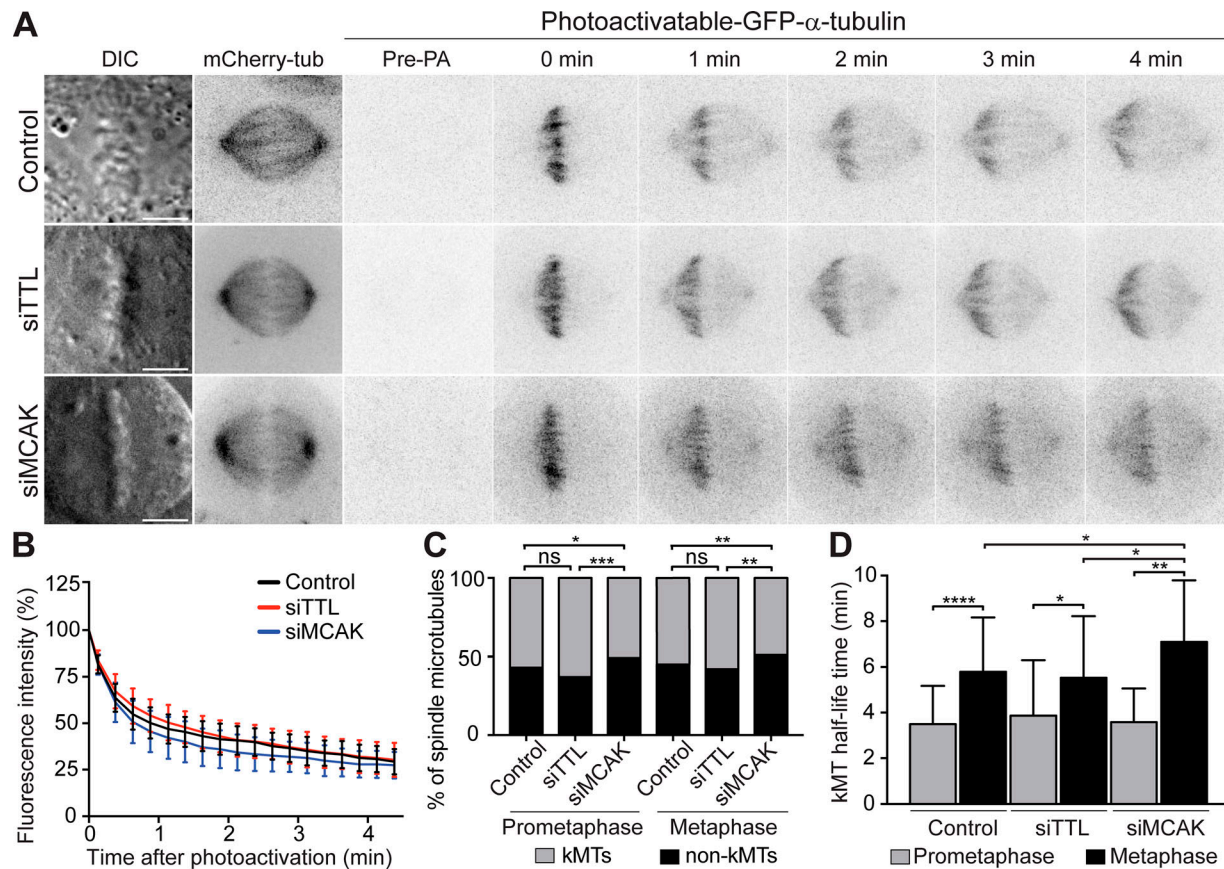 A
Photoactivatable-GFP-α-tubulin
DIC mCherry-tub Pre-PA 0 min 1 min 2 min 3 min 4 min
Control
siTTL
siMCAK
B
Fluorescence intensity (%)
125
100
75
50
25
0
0 1 2 3 4
Time after photoactivation (min)
Control
siTTL
siMCAK
C
% of spindle microtubules
* **
ns *** ns **
100
50
0
Control siTTL siMCAK Control siTTL siMCAK
Prometaphase Metaphase
kMTs non-kMTs
D
kMT half-life time (min)
*
*
**** * **
10
8
6
4
2
0
Control siTTL siMCAK
Prometaphase Metaphase